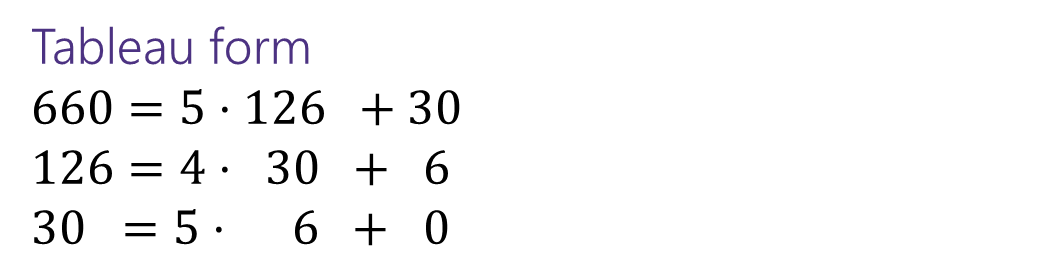 Tableau form
660 = 5 ⋅ 126 + 30
126 = 4 ⋅ 30 + 6
30 = 5 ⋅ 6 + 0